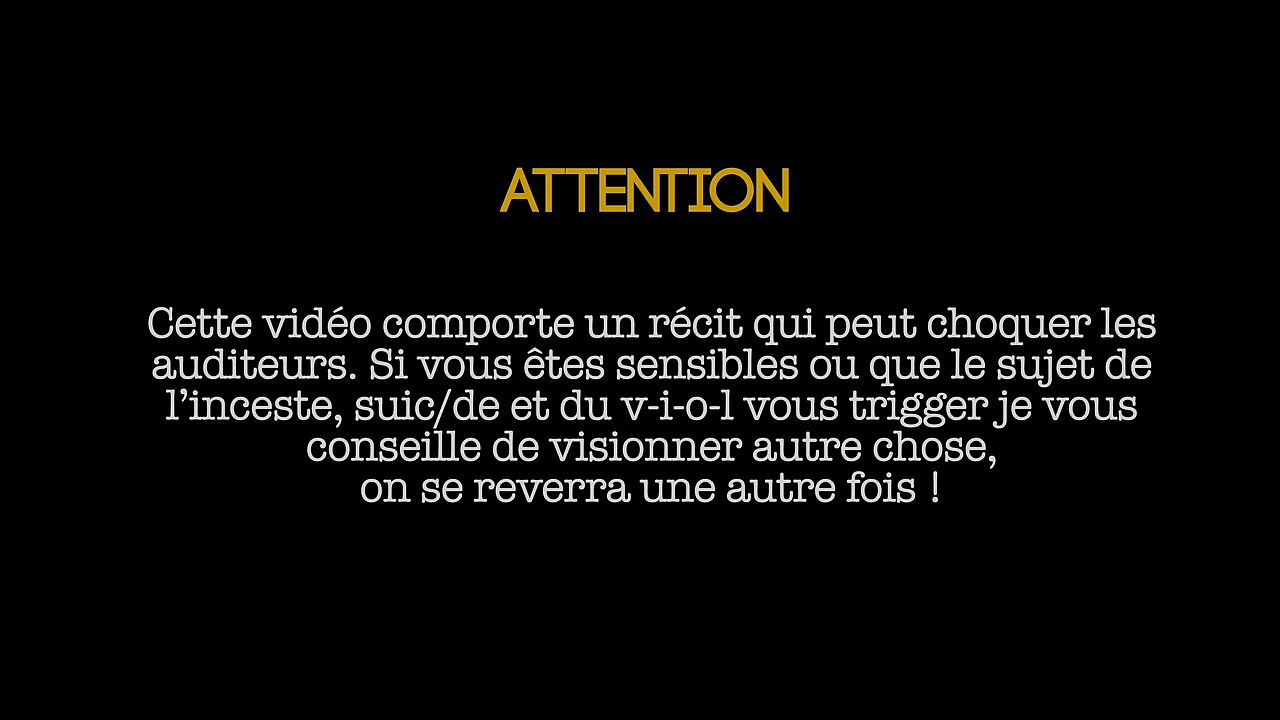 ATTENTION
Cette vidéo comporte un récit qui peut choquer les
auditeurs. Si vous êtes sensibles ou que le sujet de
l'inceste, suic/de et du v-i-o-l vous trigger je vous
conseille de visionner autre chose,
on se reverra une autre fois !